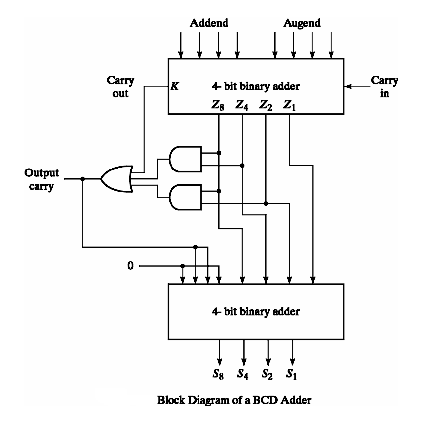 Addend Augend
Carry out
K
4- bit binary adder
Carry in
Z8 Z4 Z2 Z1
Output carry
0
4- bit binary adder
S8 S4 S2 S1
Block Diagram of a BCD Adder